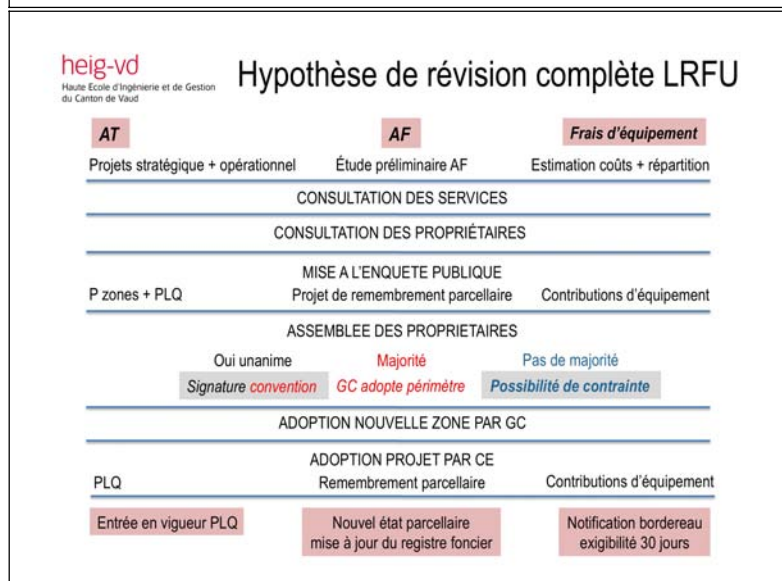 heig-vd
Haute Ecole d'Ingénierie et de Gestion
du Canton de Vaud
Hypothèse de révision complète LRFU
AT AF Frais d'équipement
Projets stratégique + opérationnel Étude préliminaire AF Estimation coûts + répartition
CONSULTATION DES SERVICES
CONSULTATION DES PROPRIÉTAIRES
MISE A L'ENQUETE PUBLIQUE
P zones + PLQ Projet de remembrement parcellaire Contributions d'équipement
ASSEMBLEE DES PROPRIETAIRES
Oui unanime Majorité Pas de majorité
Signature convention GC adopte périmètre Possibilité de contrainte
ADOPTION NOUVELLE ZONE PAR GC
ADOPTION PROJET PAR CE
PLQ Remembrement parcellaire Contributions d'équipement
Entrée en vigueur PLQ Nouvel état parcellaire Notification bordereau
mise à jour du registre foncier exigibilité 30 jours